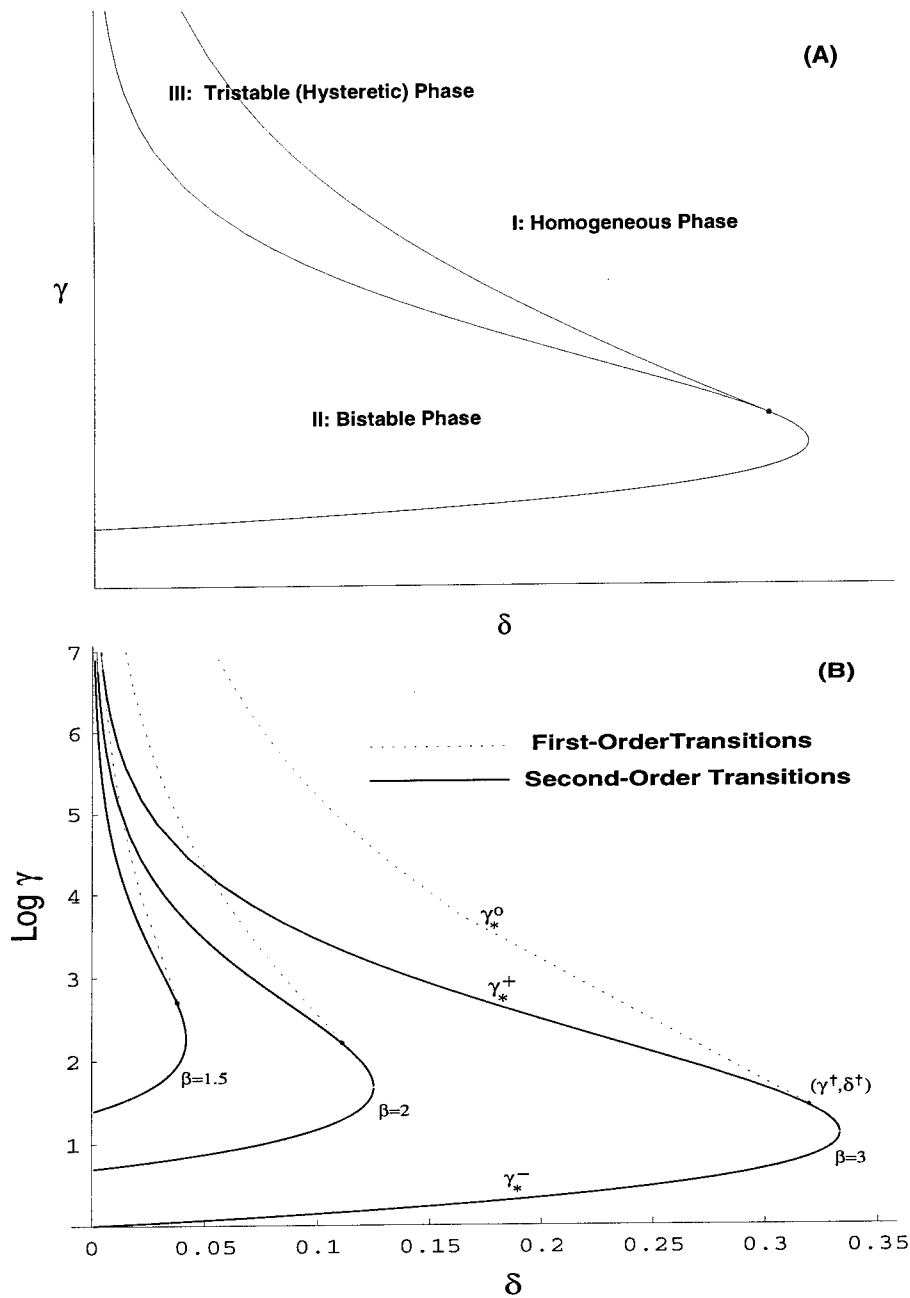 (A)
III: Tristable (Hysteretic) Phase
I: Homogeneous Phase
γ
II: Bistable Phase
δ
(B)
7
First-OrderTransitions
Second-Order Transitions
6
5
Log γ
4
γ*o
3
γ*+
2
(γ†,δ†)
β=1.5
β=2
1
β=3
γ*−
0
0.05
0.1
0.15
0.2
0.25
0.3
0.35
δ